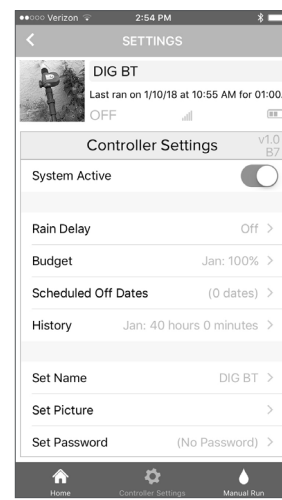 Verizon 2:54 PM
SETTINGS
DIG BT
Last ran on 1/10/18 at 10:55 AM for 01:00.
OFF
Controller Settings v1.0
B7
System Active
Rain Delay Off >
Budget Jan: 100% >
Scheduled Off Dates (0 dates) >
History Jan: 40 hours 0 minutes >
Set Name DIG BT >
Set Picture >
Set Password (No Password) >
Home Controller Settings Manual Run